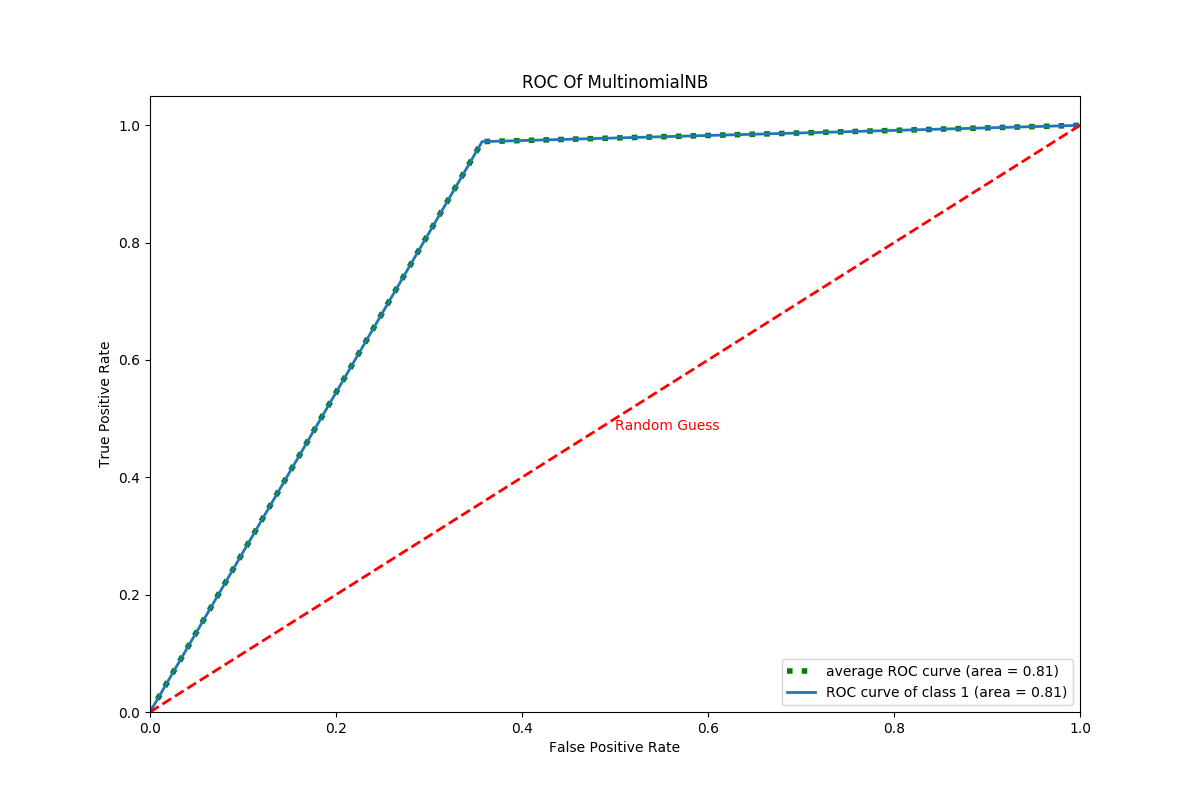 ROC Of MultinomialNB
1.0
0.8
0.6
0.4
0.2
0.0
True Positive Rate
Random Guess
average ROC curve (area = 0.81)
ROC curve of class 1 (area = 0.81)
0.0 0.2 0.4 0.6 0.8 1.0
False Positive Rate